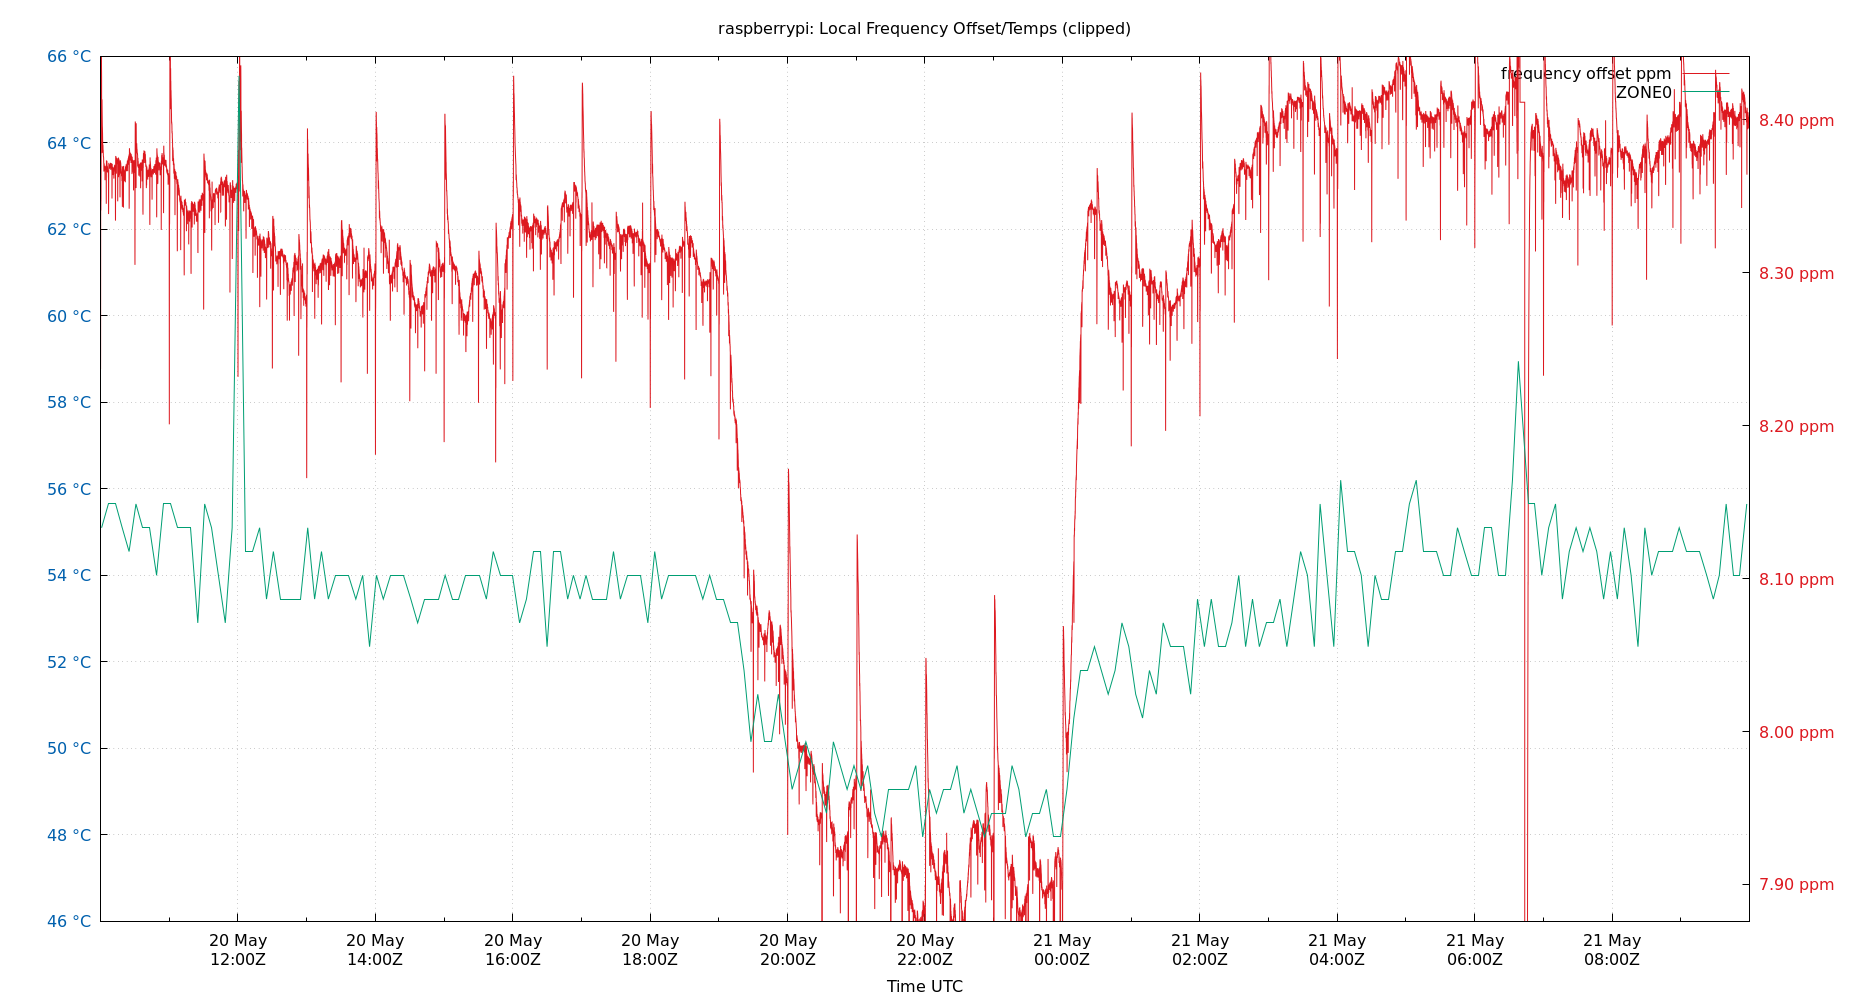 raspberrypi: Local Frequency Offset/Temps (clipped)
66 °C
64 °C
62 °C
60 °C
58 °C
56 °C
54 °C
52 °C
50 °C
48 °C
46 °C
frequency offset ppm
ZONE0
8.40 ppm
8.30 ppm
8.20 ppm
8.10 ppm
8.00 ppm
7.90 ppm
20 May
12:00Z
20 May
14:00Z
20 May
16:00Z
20 May
18:00Z
20 May
20:00Z
20 May
22:00Z
21 May
00:00Z
21 May
02:00Z
21 May
04:00Z
21 May
06:00Z
21 May
08:00Z
Time UTC